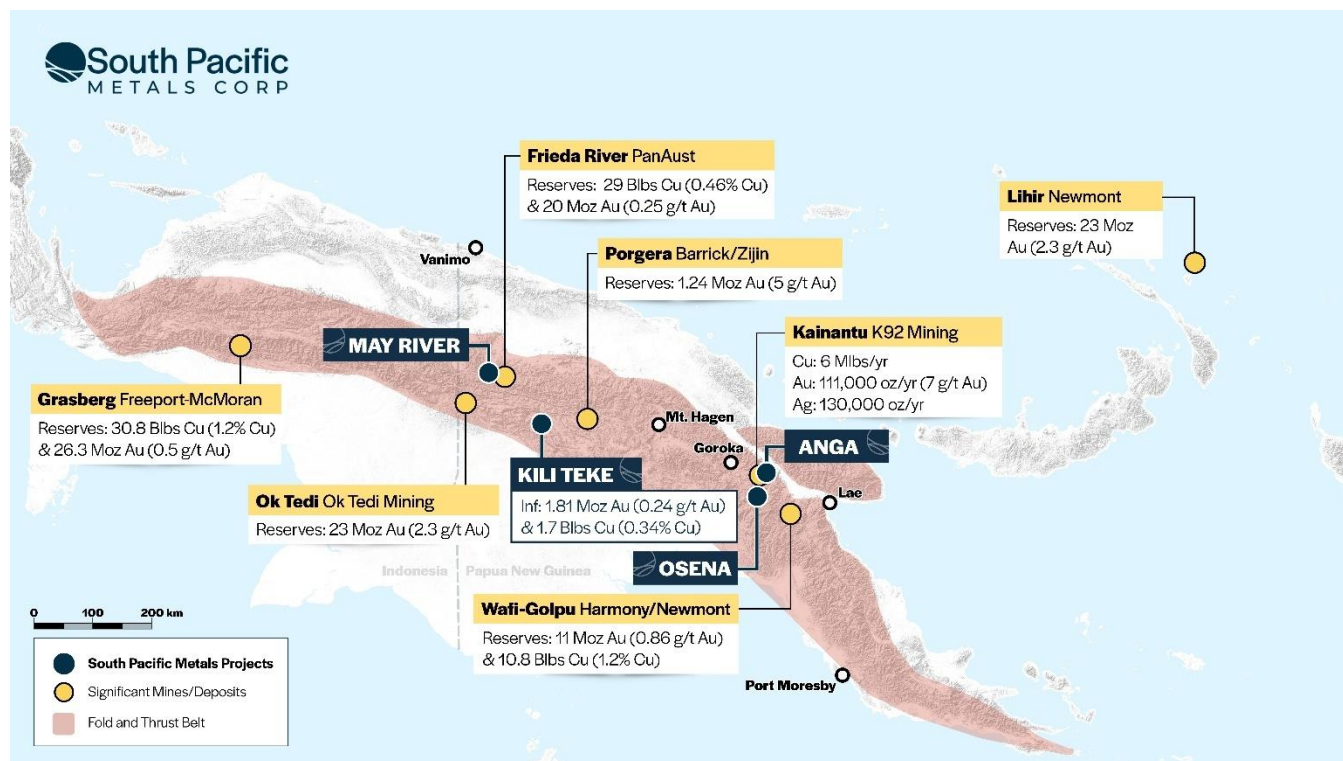 South Pacific
METALS CORP
Frieda River PanAust
Reserves: 29 Blbs Cu (0.46% Cu)
& 20 Moz Au (0.25 g/t Au)
Lihir Newmont
Reserves: 23 Moz
Au (2.3 g/t Au)
Vanimo
Porgera Barrick/Zijin
Reserves: 1.24 Moz Au (5 g/t Au)
MAY RIVER
Kainantu K92 Mining
Cu: 6 Mlbs/yr
Au: 111,000 oz/yr (7 g/t Au)
Ag: 130,000 oz/yr
Grasberg Freeport-McMoran
Reserves: 30.8 Blbs Cu (1.2% Cu)
& 26.3 Moz Au (0.5 g/t Au)
Mt. Hagen
Goroka
ANGA
KILI TEKE
Inf: 1.81 Moz Au (0.24 g/t Au)
& 1.7 Blbs Cu (0.34% Cu)
Ok Tedi Ok Tedi Mining
Reserves: 23 Moz Au (2.3 g/t Au)
Lae
OSENA
Indonesia
Papua New Guinea
Wafi-Golpu Harmony/Newmont
Reserves: 11 Moz Au (0.86 g/t Au)
& 10.8 Blbs Cu (1.2% Cu)
0 100 200 km
South Pacific Metals Projects
Significant Mines/Deposits
Fold and Thrust Belt
Port Moresby